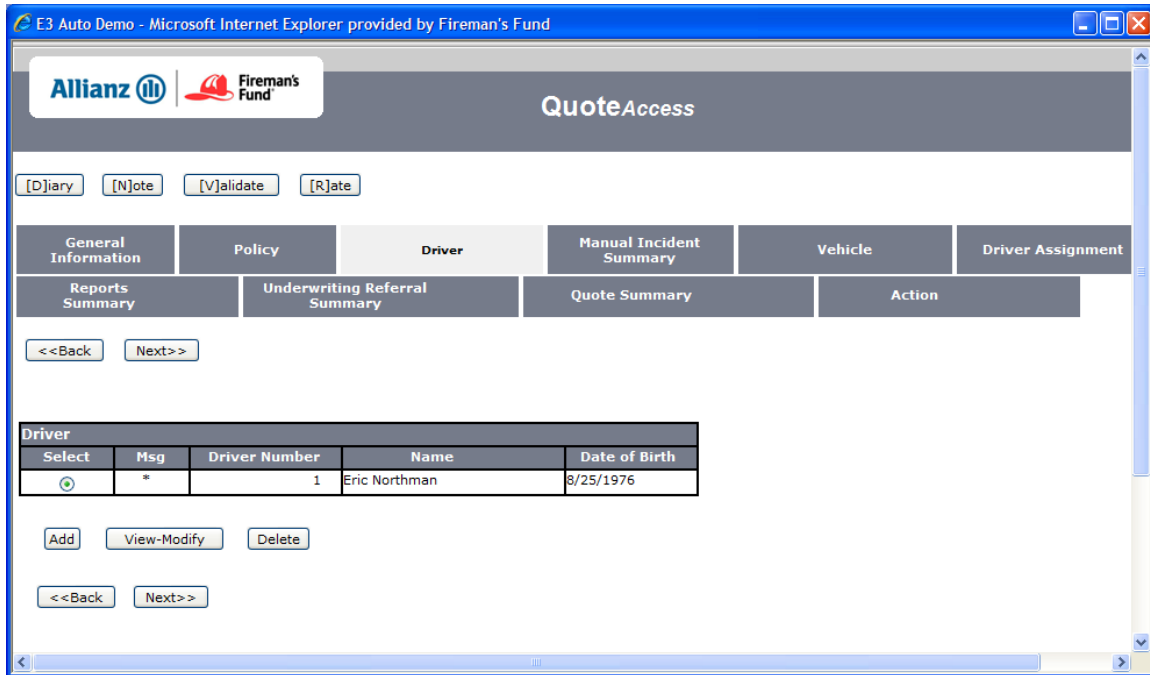 E3 Auto Demo - Microsoft Internet Explorer provided by Fireman's Fund
Allianz Fireman's Fund®
QuoteAccess
[D]iary [N]ote [V]alidate [R]ate
General Information Policy Driver Manual Incident Summary Vehicle Driver Assignment
Reports Summary Underwriting Referral Summary Quote Summary Action
<<Back Next>>
Driver
Select Msg Driver Number Name Date of Birth
* 1 Eric Northman 8/25/1976
Add View-Modify Delete
<<Back Next>>